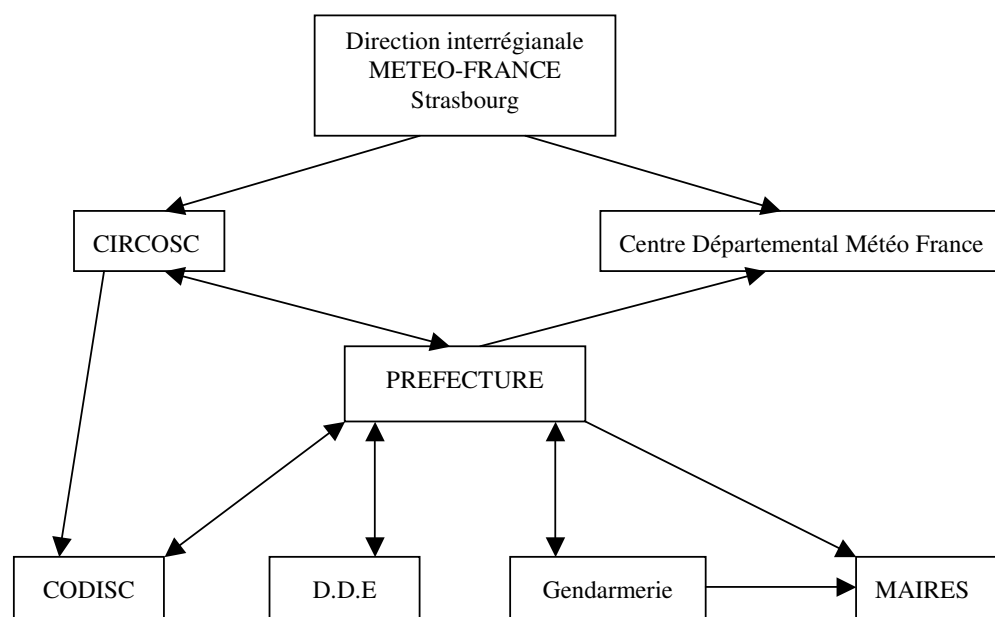 Direction interrégianale
METEO-FRANCE
Strasbourg
CIRCOSC
Centre Départemental Météo France
PREFECTURE
CODISC
D.D.E
Gendarmerie
MAIRES